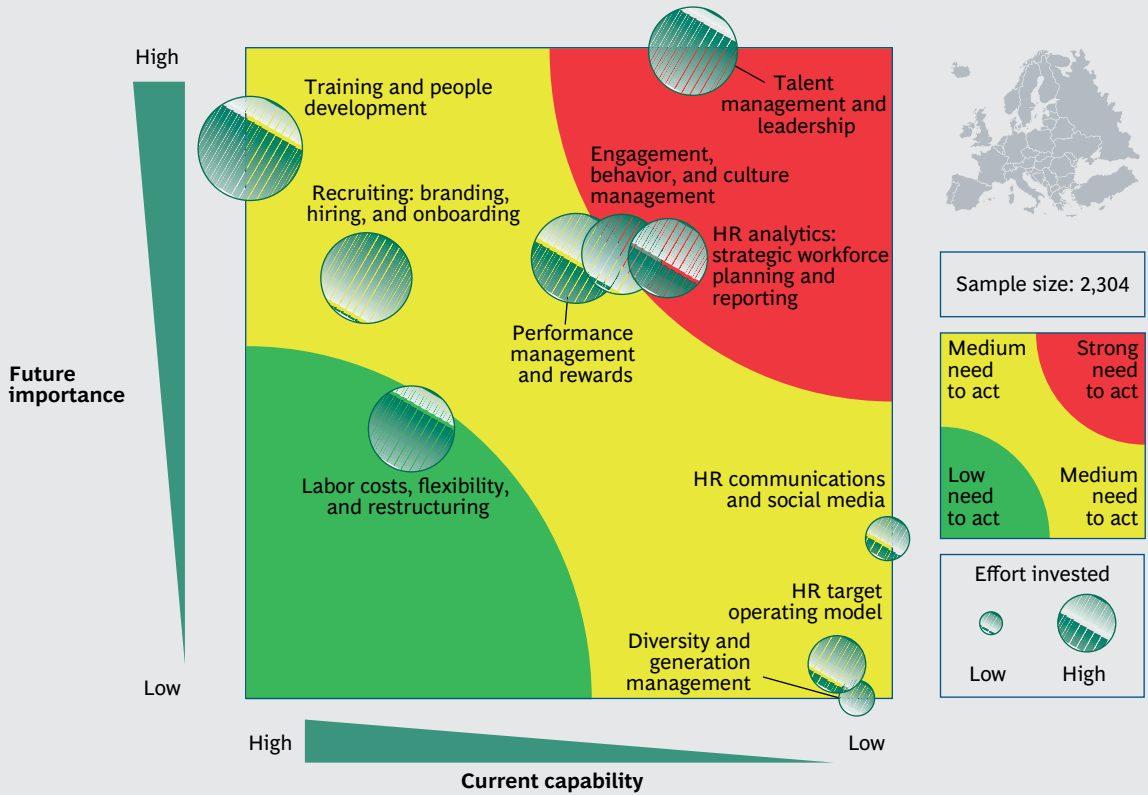 High
Future
importance
Low
Training and people
development
Recruiting: branding,
hiring, and onboarding
Talent
management and
leadership
Engagement,
behavior, and culture
management
HR analytics:
strategic workforce
planning and
reporting
Performance
management
and rewards
Labor costs, flexibility,
and restructuring
HR communications
and social media
HR target
operating model
Diversity and
generation
management
High
Low
Current capability
Sample size: 2,304
Medium
need
to act
Strong
need
to act
Low
need
to act
Medium
need
to act
Effort invested
Low
High